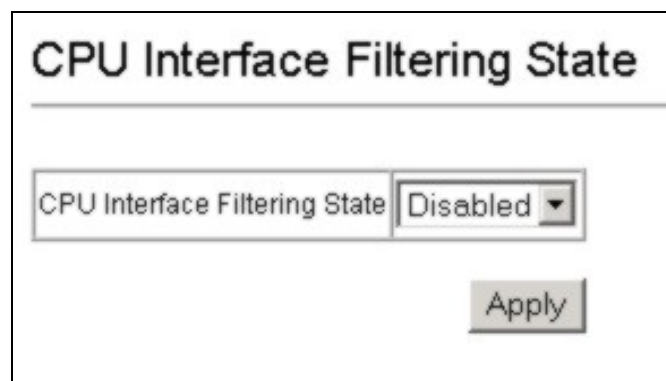 CPU Interface Filtering State
CPU Interface Filtering State Disabled
Apply